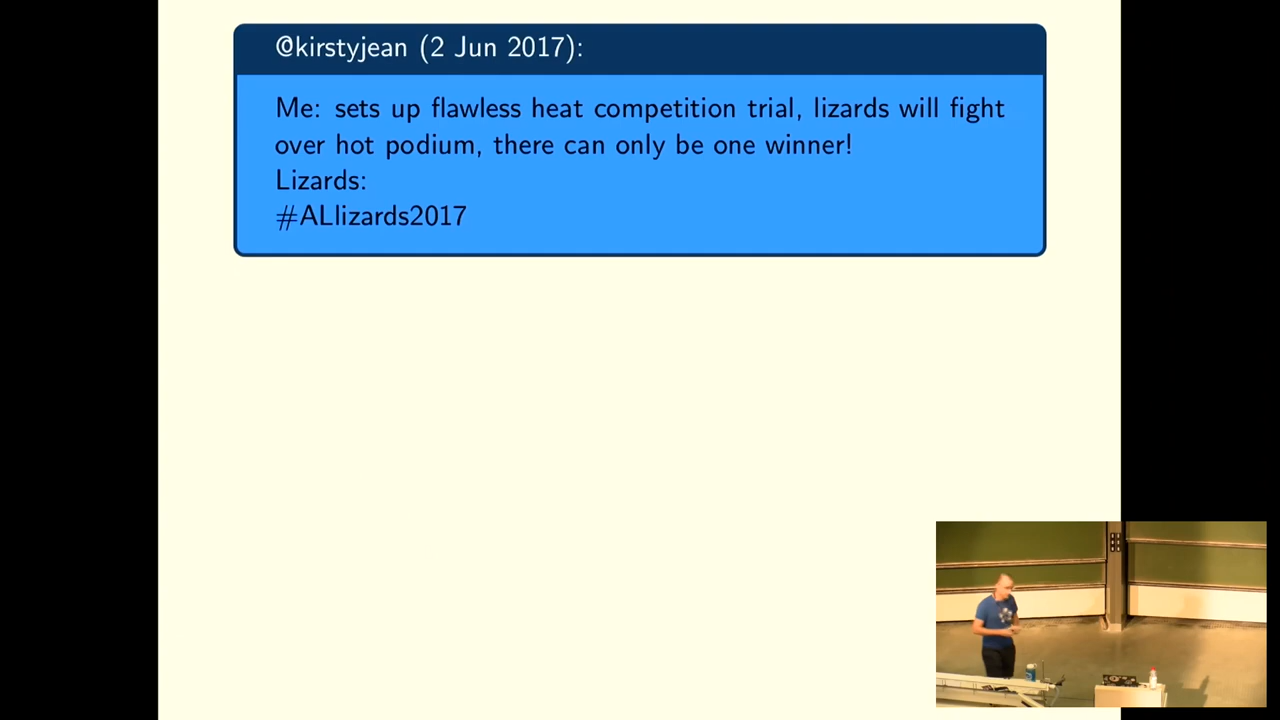 @kirstyjean (2 Jun 2017):
Me: sets up flawless heat competition trial, lizards will fight
over hot podium, there can only be one winner!
Lizards:
#ALlizards2017